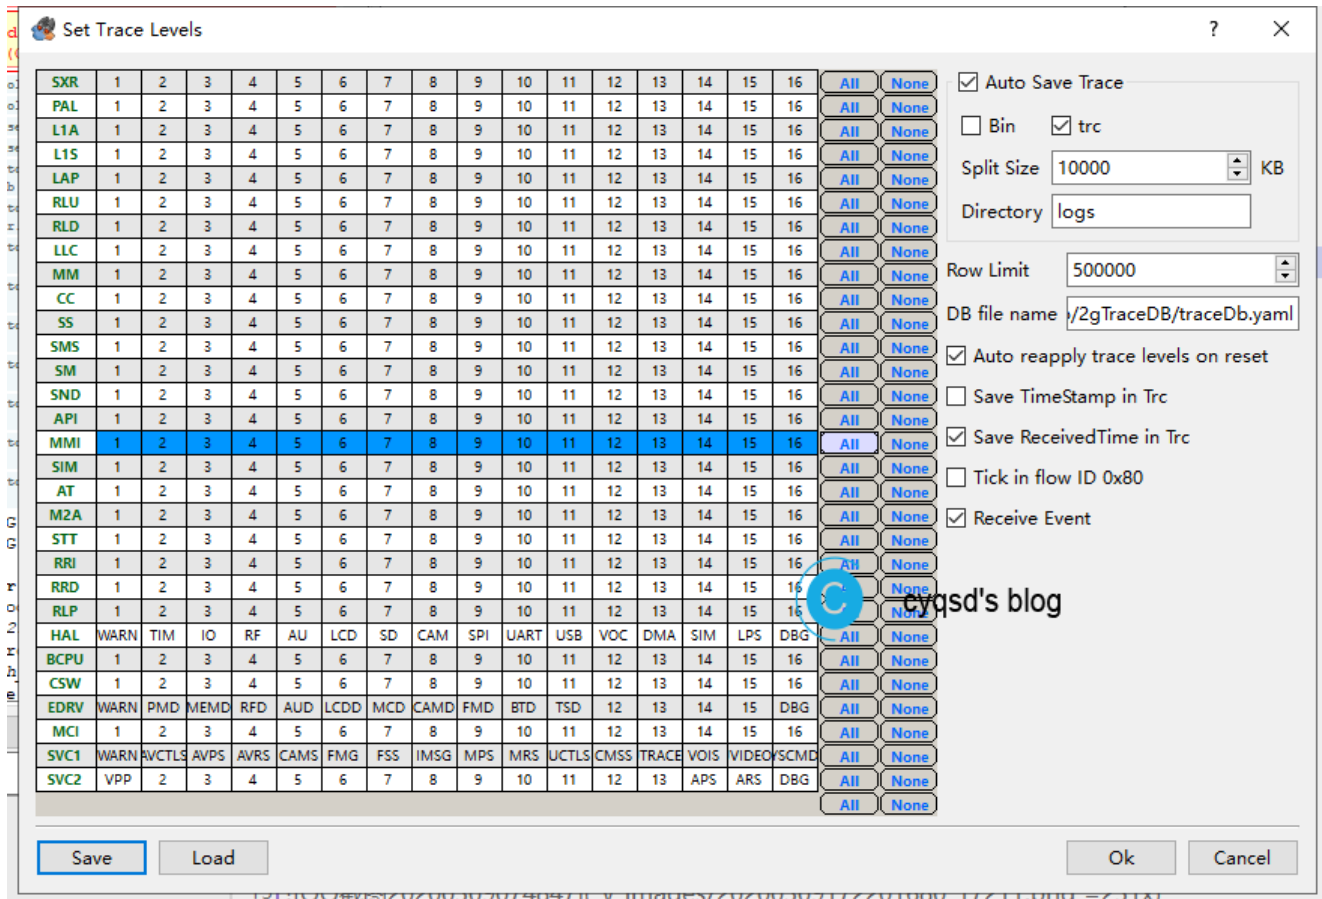 Set Trace Levels ? ×
SXR 1 2 3 4 5 6 7 8 9 10 11 12 13 14 15 16 All None
PAL 1 2 3 4 5 6 7 8 9 10 11 12 13 14 15 16 All None
L1A 1 2 3 4 5 6 7 8 9 10 11 12 13 14 15 16 All None
L1S 1 2 3 4 5 6 7 8 9 10 11 12 13 14 15 16 All None
LAP 1 2 3 4 5 6 7 8 9 10 11 12 13 14 15 16 All None
RLU 1 2 3 4 5 6 7 8 9 10 11 12 13 14 15 16 All None
RLD 1 2 3 4 5 6 7 8 9 10 11 12 13 14 15 16 All None
LLC 1 2 3 4 5 6 7 8 9 10 11 12 13 14 15 16 All None
MM 1 2 3 4 5 6 7 8 9 10 11 12 13 14 15 16 All None
CC 1 2 3 4 5 6 7 8 9 10 11 12 13 14 15 16 All None
SS 1 2 3 4 5 6 7 8 9 10 11 12 13 14 15 16 All None
SMS 1 2 3 4 5 6 7 8 9 10 11 12 13 14 15 16 All None
SM 1 2 3 4 5 6 7 8 9 10 11 12 13 14 15 16 All None
SND 1 2 3 4 5 6 7 8 9 10 11 12 13 14 15 16 All None
API 1 2 3 4 5 6 7 8 9 10 11 12 13 14 15 16 All None
MMI 1 2 3 4 5 6 7 8 9 10 11 12 13 14 15 16 All None
SIM 1 2 3 4 5 6 7 8 9 10 11 12 13 14 15 16 All None
AT 1 2 3 4 5 6 7 8 9 10 11 12 13 14 15 16 All None
M2A 1 2 3 4 5 6 7 8 9 10 11 12 13 14 15 16 All None
STT 1 2 3 4 5 6 7 8 9 10 11 12 13 14 15 16 All None
RRI 1 2 3 4 5 6 7 8 9 10 11 12 13 14 15 16 All None
RRD 1 2 3 4 5 6 7 8 9 10 11 12 13 14 15 16 None
RLP 1 2 3 4 5 6 7 8 9 10 11 12 13 14 15 16 None
HAL WARN TIM IO RF AU LCD SD CAM SPI UART USB VOC DMA SIM LPS DBG All None
BCPU 1 2 3 4 5 6 7 8 9 10 11 12 13 14 15 16 All None
CSW 1 2 3 4 5 6 7 8 9 10 11 12 13 14 15 16 All None
EDRV WARN PMD MEMD RFD AUD LCDD MCD CAMD FMD BTD TSD 12 13 14 15 DBG All None
MCI 1 2 3 4 5 6 7 8 9 10 11 12 13 14 15 16 All None
SVC1 WARN AVCTLS AVPS AVRS CAMS FMG FSS IMSG MPS MRS UCTLS CMSS TRACE VOIS VIDEO YSCMD All None
SVC2 VPP 2 3 4 5 6 7 8 9 10 11 12 13 APS ARS DBG All None
All None
Auto Save Trace
Bin trc
Split Size 10000 KB
Directory logs
Row Limit 500000
DB file name /2gTraceDB/traceDb.yaml
Auto reapply trace levels on reset
Save TimeStamp in Trc
Save ReceivedTime in Trc
Tick in flow ID 0x80
Receive Event
C cyqsd's blog
Save Load Ok Cancel